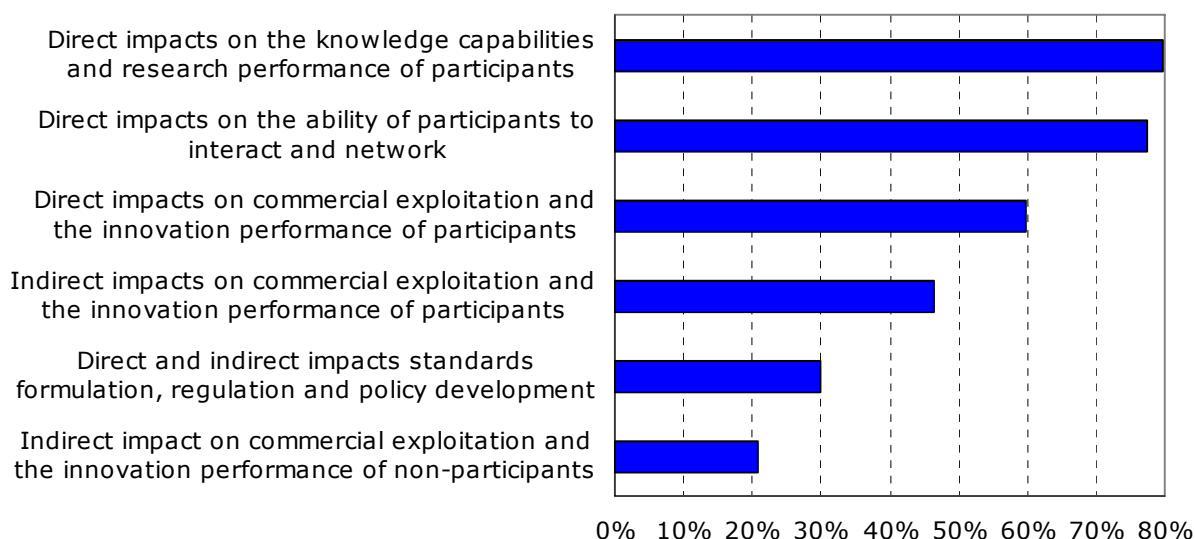 Direct impacts on the knowledge capabilities
and research performance of participants
Direct impacts on the ability of participants to
interact and network
Direct impacts on commercial exploitation and
the innovation performance of participants
Indirect impacts on commercial exploitation and
the innovation performance of participants
Direct and indirect impacts standards
formulation, regulation and policy development
Indirect impact on commercial exploitation and
the innovation performance of non-participants
0% 10% 20% 30% 40% 50% 60% 70% 80%